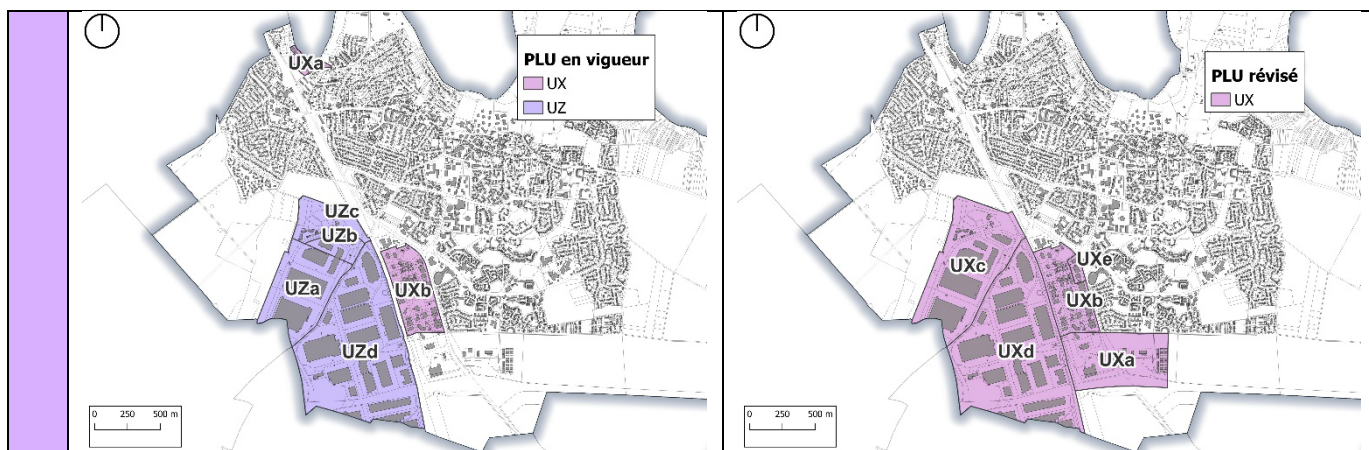 UXa
PLU en vigueur
UX
UZ
UZc
UZb
UZa
UXb
UZd
0 250 500 m
PLU révisé
UX
UXc
UXe
UXb
UXd
UXa
0 250 500 m